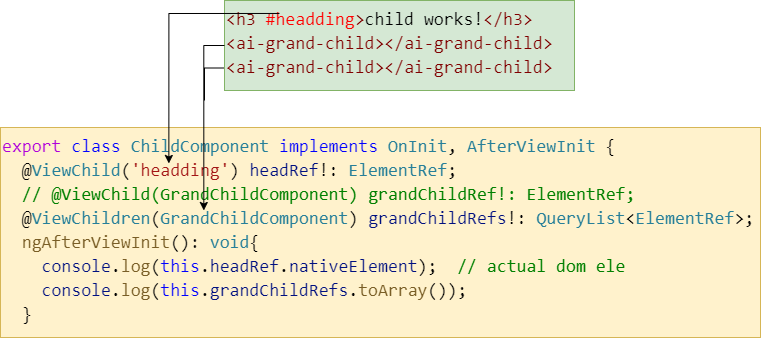 <h3 #headding>child works!</h3>
<ai-grand-child></ai-grand-child>
<ai-grand-child></ai-grand-child>
export class ChildComponent implements OnInit, AfterViewInit {
  @ViewChild('headding') headRef!: ElementRef;
  // @ViewChild(GrandChildComponent) grandChildRef!: ElementRef;
  @ViewChildren(GrandChildComponent) grandChildRefs!: QueryList<ElementRef>;
  ngAfterViewInit(): void{
    console.log(this.headRef.nativeElement);  // actual dom ele
    console.log(this.grandChildRefs.toArray());
  }